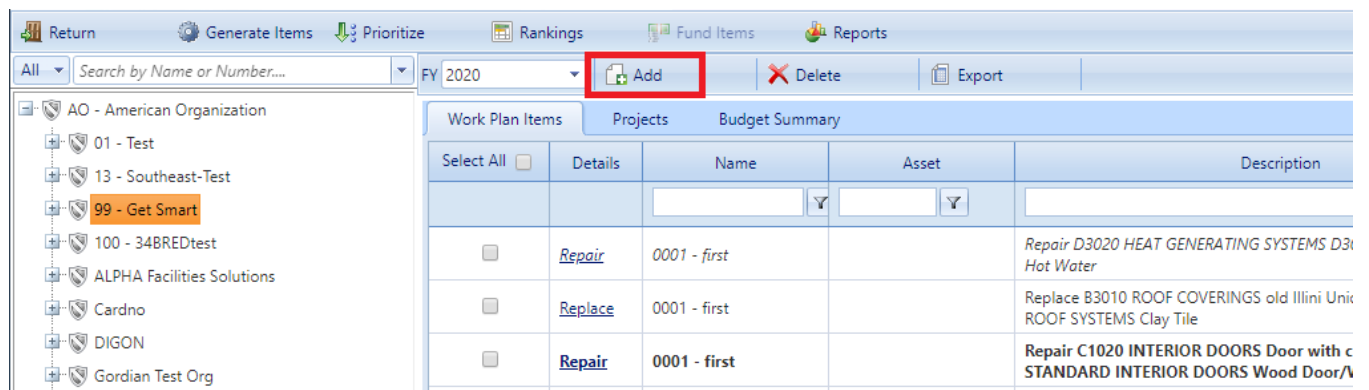 Return Generate Items Prioritize Rankings Fund Items Reports
All Search by Name or Number.... FY 2020 Add Delete Export
AO - American Organization
01 - Test
13 - Southeast-Test
99 - Get Smart
100 - 34BREDtest
ALPHA Facilities Solutions
Cardno
DIGON
Gordian Test Org
Work Plan Items Projects Budget Summary
Select All Details Name Asset Description
Repair 0001 - first Repair D3020 HEAT GENERATING SYSTEMS
Hot Water
Replace 0001 - first Replace B3010 ROOF COVERINGS old Illini
ROOF SYSTEMS Clay Tile
Repair 0001 - first Repair C1020 INTERIOR DOORS Door with
STANDARD INTERIOR DOORS Wood